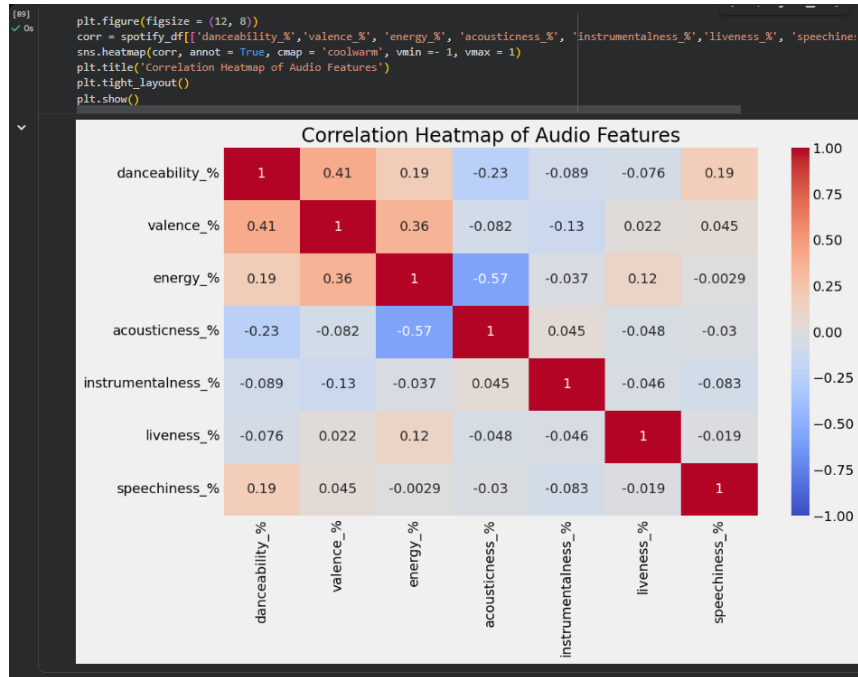 [89]
0s
plt.figure(figsize = (12, 8))
corr = spotify_df[['danceability_%','valence_%', 'energy_%', 'acousticness_%', 'instrumentalness_%','liveness_%', 'speechines
sns.heatmap(corr, annot = True, cmap = 'coolwarm', vmin =- 1, vmax = 1)
plt.title('Correlation Heatmap of Audio Features')
plt.tight_layout()
plt.show()
Correlation Heatmap of Audio Features
danceability_% 1 0.41 0.19 -0.23 -0.089 -0.076 0.19
valence_% 0.41 1 0.36 -0.082 -0.13 0.022 0.045
energy_% 0.19 0.36 1 -0.57 -0.037 0.12 -0.0029
acousticness_% -0.23 -0.082 -0.57 1 0.045 -0.048 -0.03
instrumentalness_% -0.089 -0.13 -0.037 0.045 1 -0.046 -0.083
liveness_% -0.076 0.022 0.12 -0.048 -0.046 1 -0.019
speechiness_% 0.19 0.045 -0.0029 -0.03 -0.083 -0.019 1
danceability_%
valence_%
energy_%
acousticness_%
instrumentalness_%
liveness_%
speechiness_%
1.00
0.75
0.50
0.25
0.00
−0.25
−0.50
−0.75
−1.00